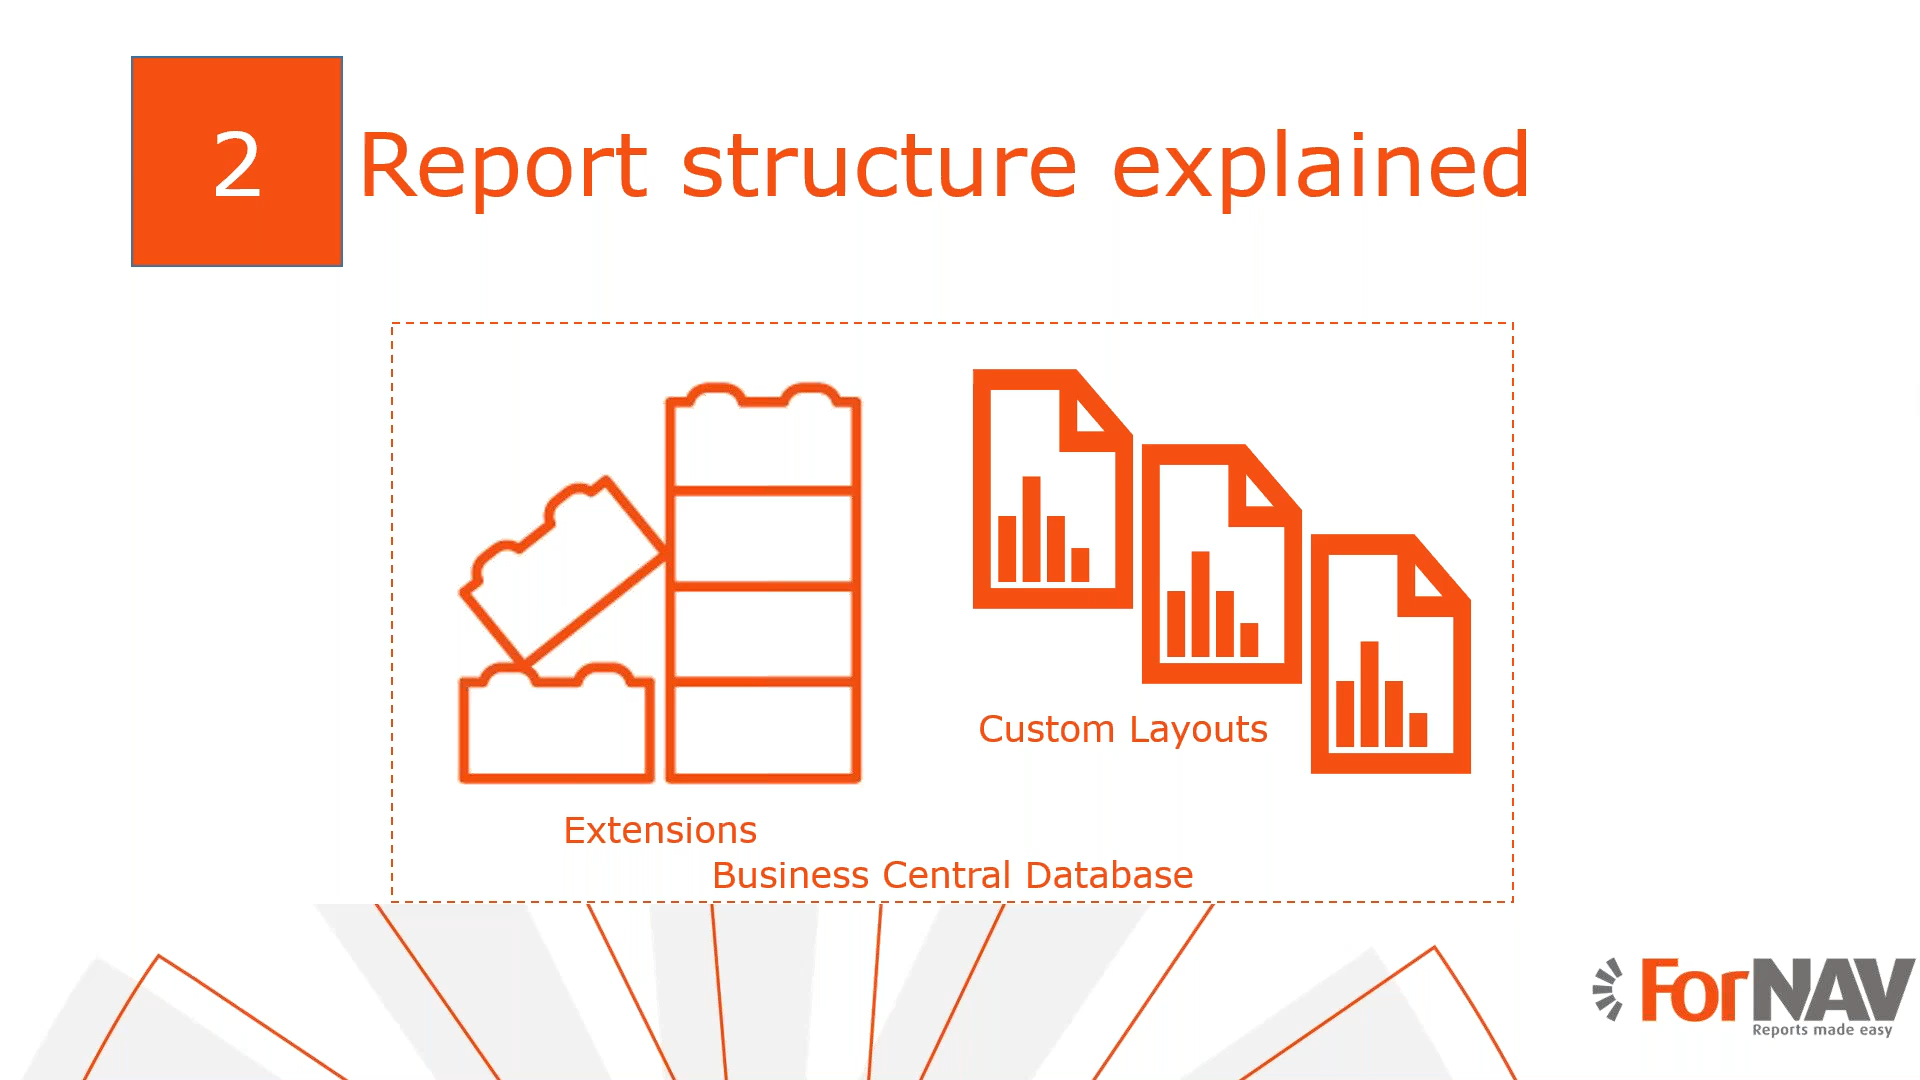 2
Report structure explained
Custom Layouts
Extensions
Business Central Database
ForNAV
Reports made easy